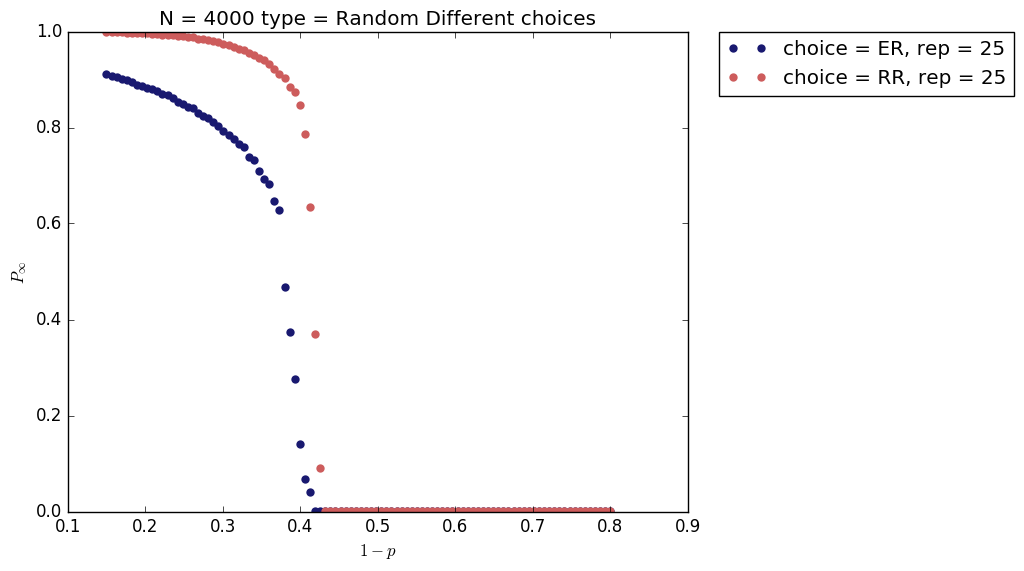 N = 4000 type = Random Different choices
choice = ER, rep = 25
choice = RR, rep = 25
1.0
0.8
0.6
0.4
0.2
0.0
P∞
0.1 0.2 0.3 0.4 0.5 0.6 0.7 0.8 0.9
1 − p